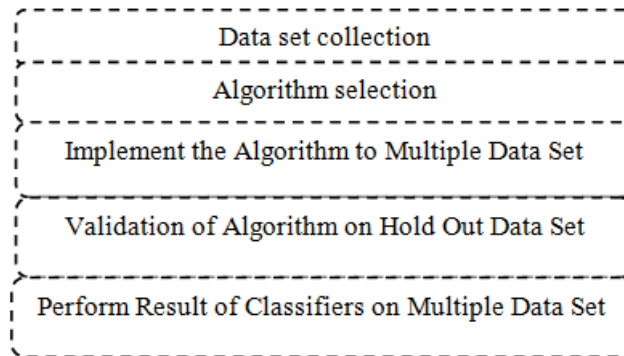 Data set collection
Algorithm selection
Implement the Algorithm to Multiple Data Set
Validation of Algorithm on Hold Out Data Set
Perform Result of Classifiers on Multiple Data Set